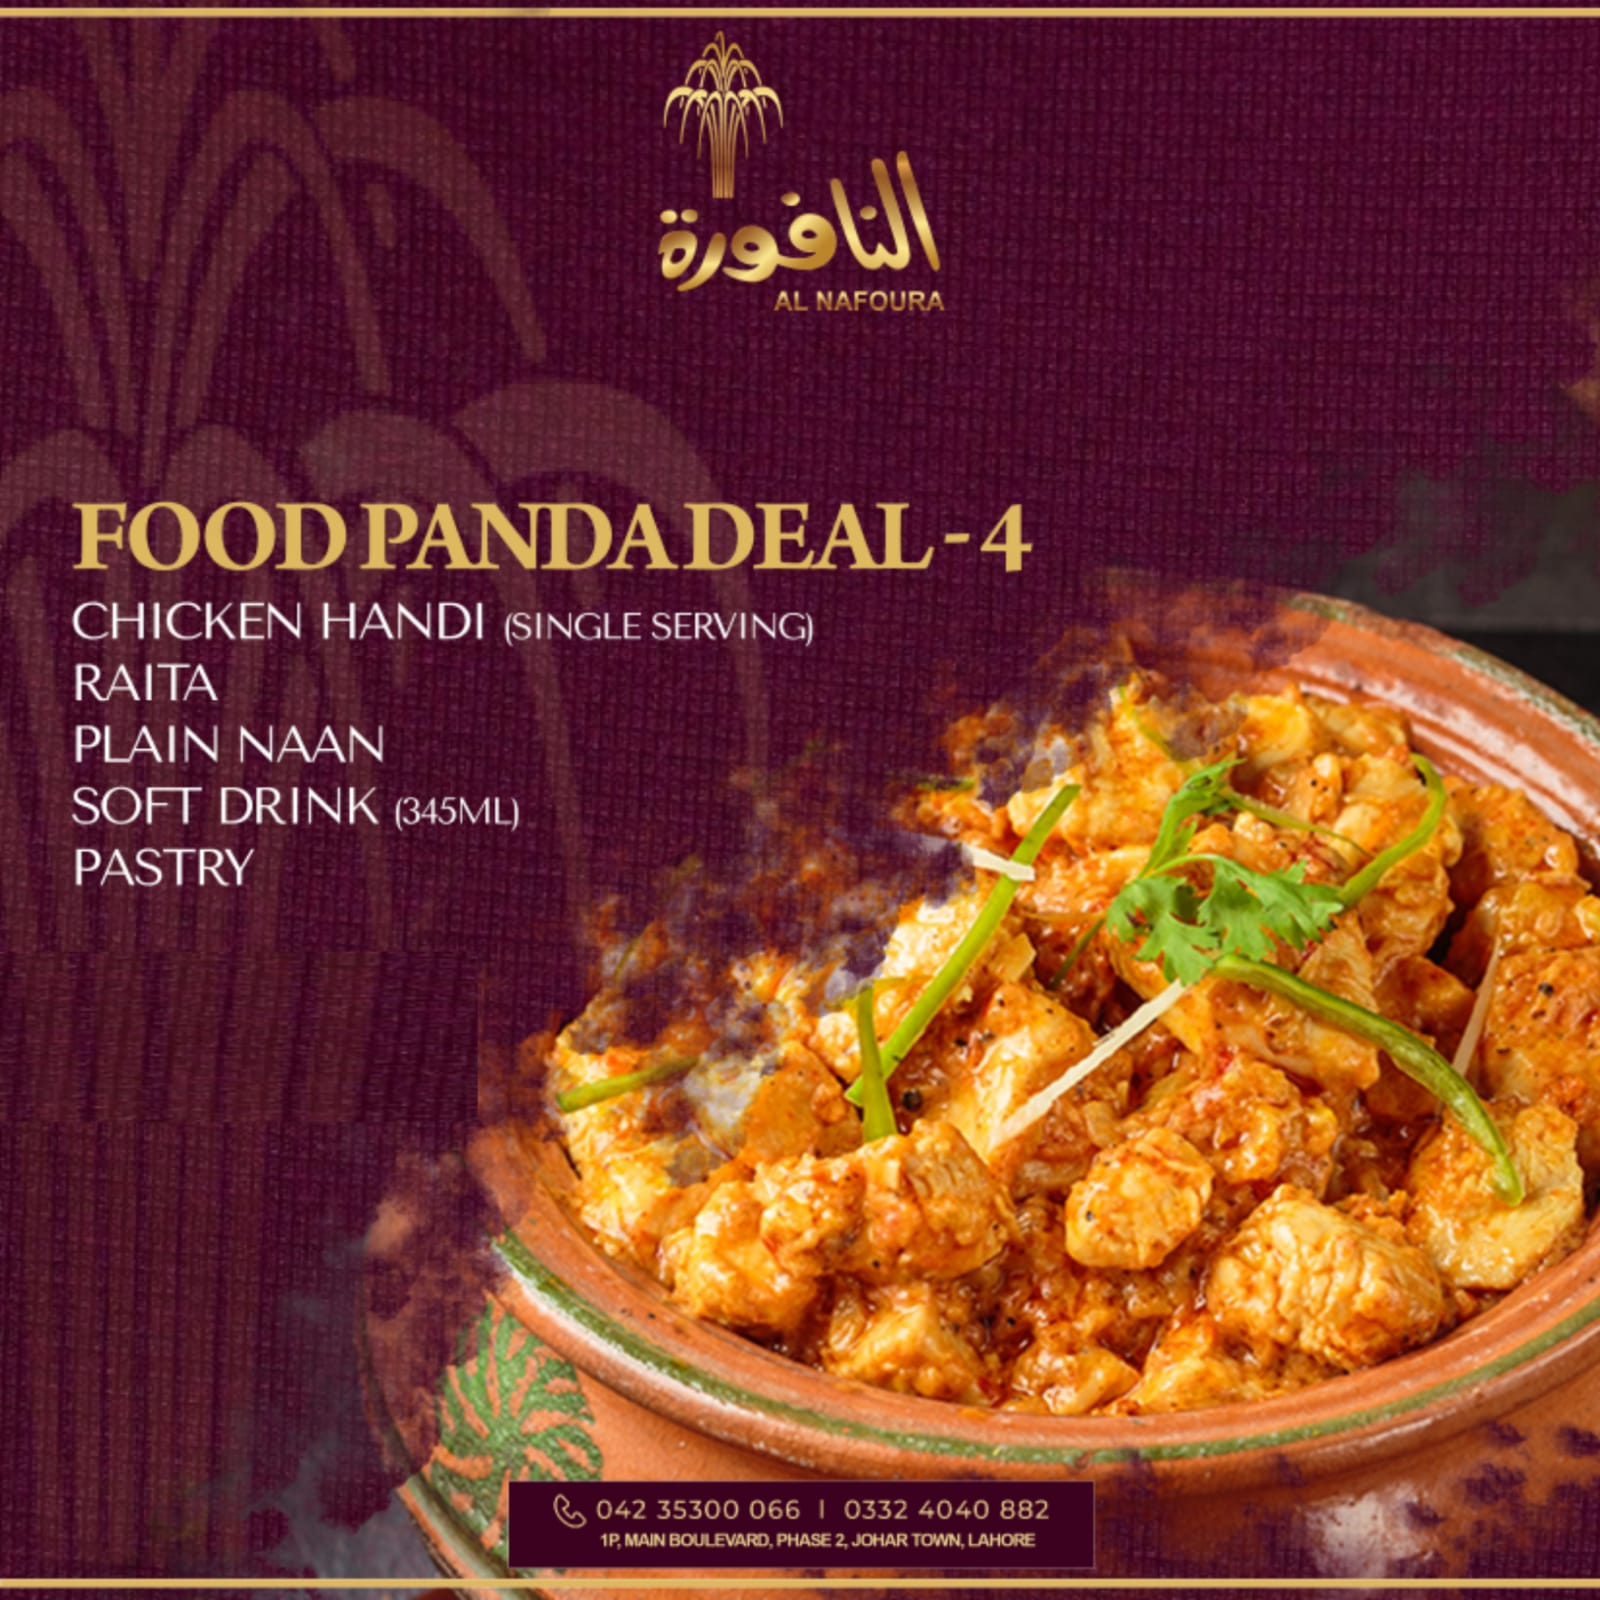 النافورة
AL NAFOURA
FOOD PANDA DEAL - 4
CHICKEN HANDI (SINGLE SERVING)
RAITA
PLAIN NAAN
SOFT DRINK (345ML)
PASTRY
042 35300 066 | 0332 4040 882
1P, MAIN BOULEVARD, PHASE 2, JOHAR TOWN, LAHORE